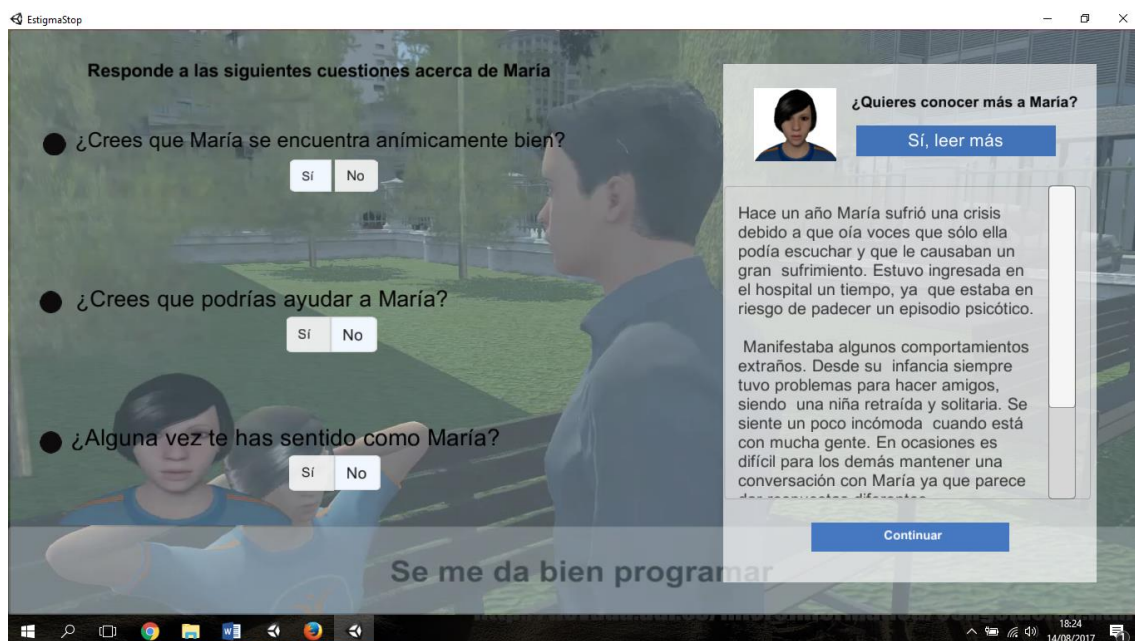 EstigmaStop
Responde a las siguientes cuestiones acerca de María
¿Crees que María se encuentra anímicamente bien?
Sí No
¿Crees que podrías ayudar a María?
Sí No
¿Alguna vez te has sentido como María?
Sí No
¿Quieres conocer más a María?
Sí, leer más
Hace un año María sufrió una crisis
debido a que oía voces que sólo ella
podía escuchar y que le causaban un
gran sufrimiento. Estuvo ingresada en
el hospital un tiempo, ya que estaba en
riesgo de padecer un episodio psicótico.
Manifestaba algunos comportamientos
extraños. Desde su infancia siempre
tuvo problemas para hacer amigos,
siendo una niña retraída y solitaria. Se
siente un poco incómoda cuando está
con mucha gente. En ocasiones es
difícil para los demás mantener una
conversación con María ya que parece
dar respuestas diferentes
Continuar
Se me da bien programar
18:24
14/08/2017